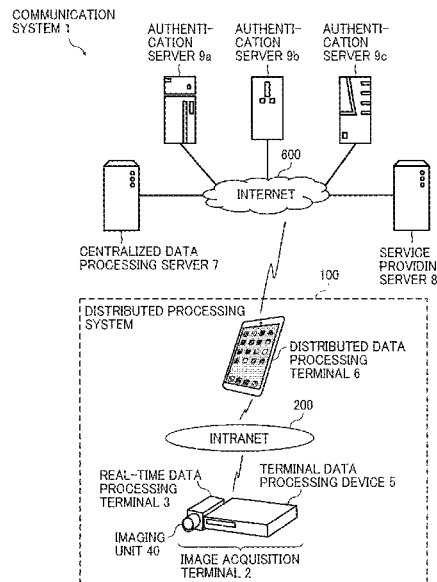 COMMUNICATION
SYSTEM 1
AUTHENTI-
CATION
SERVER 9a
AUTHENTI-
CATION
SERVER 9b
AUTHENTI-
CATION
SERVER 9c
600
INTERNET
CENTRALIZED DATA
PROCESSING SERVER 7
SERVICE
PROVIDIN
SERVER 8
100
DISTRIBUTED PROCESSING
SYSTEM
DISTRIBUTED DATA
PROCESSING
TERMINAL 6
200
INTRANET
REAL-TIME DATA
PROCESSING
TERMINAL 3
TERMINAL DATA
PROCESSING DEVICE 5
IMAGING
UNIT 40
IMAGE ACQUISITION
TERMINAL 2